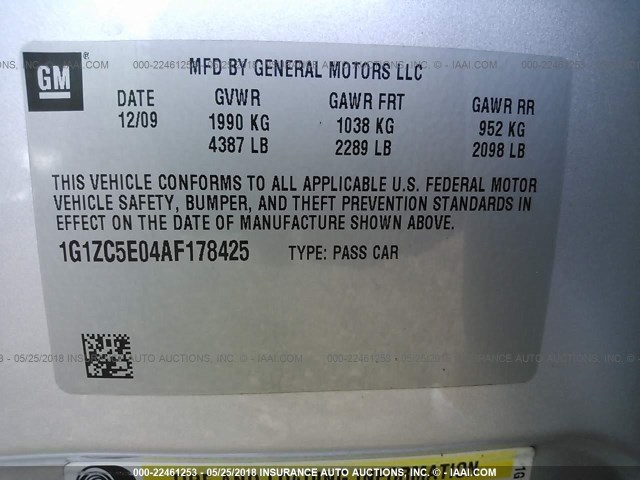 GM®
MFD BY GENERAL MOTORS LLC
DATE GVWR GAWR FRT GAWR RR
12/09 1990 KG 1038 KG 952 KG
4387 LB 2289 LB 2098 LB
THIS VEHICLE CONFORMS TO ALL APPLICABLE U.S. FEDERAL MOTOR
VEHICLE SAFETY, BUMPER, AND THEFT PREVENTION STANDARDS IN
EFFECT ON THE DATE OF MANUFACTURE SHOWN ABOVE.
1G1ZC5E04AF178425 TYPE: PASS CAR
000-22461253 - 05/25/2018 - INSURANCE AUTO AUCTIONS, INC. © - IAAI.COM